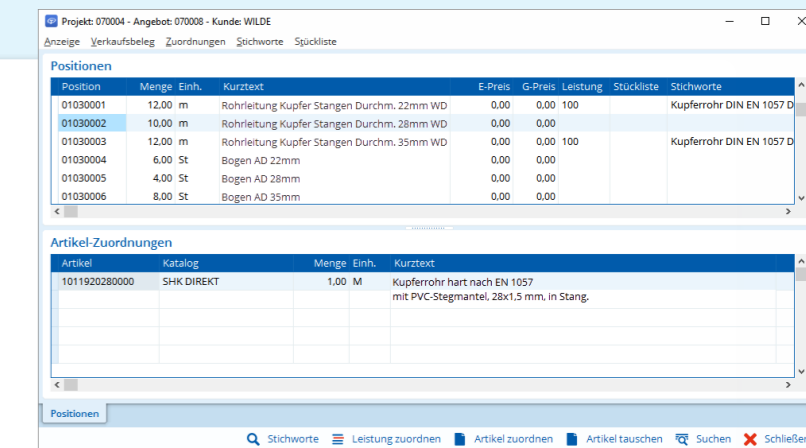 Projekt: 070004 - Angebot: 070008 - Kunde: WILDE
Anzeige Verkaufsbeleg Zuordnungen Stichworte Stückliste
Positionen
Position Menge Einh. Kurztext E-Preis G-Preis Leistung Stückliste Stichworte
01030001 12,00 m Rohrleitung Kupfer Stangen Durchm. 22mm WD 0,00 0,00 100 Kupferrohr DIN EN 1057 D
01030002 10,00 m Rohrleitung Kupfer Stangen Durchm. 28mm WD 0,00 0,00
01030003 12,00 m Rohrleitung Kupfer Stangen Durchm. 35mm WD 0,00 0,00 100 Kupferrohr DIN EN 1057 D
01030004 6,00 St Bogen AD 22mm 0,00 0,00
01030005 4,00 St Bogen AD 28mm 0,00 0,00
01030006 8,00 St Bogen AD 35mm 0,00 0,00
Artikel-Zuordnungen
Artikel Katalog Menge Einh. Kurztext
1011920280000 SHK DIREKT 1,00 M Kupferrohr hart nach EN 1057
mit PVC-Stegmantel, 28x1,5 mm, in Stang.
Positionen
Stichworte Leistung zuordnen Artikel zuordnen Artikel tauschen Suchen Schließen